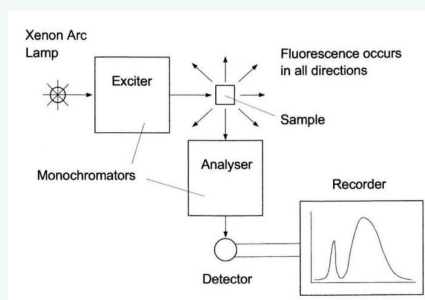 Xenon Arc
Lamp
Exciter
Fluorescence occurs
in all directions
Sample
Monochromators
Analyser
Recorder
Detector